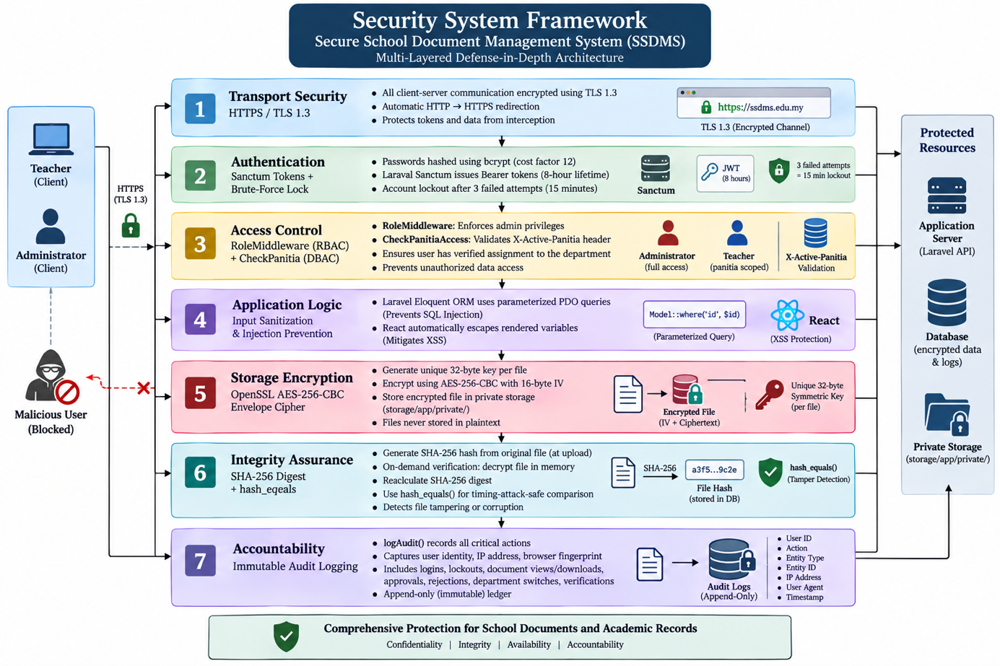 Security System Framework
Secure School Document Management System (SSDMS)
Multi-Layered Defense-in-Depth Architecture
Teacher
(Client)
Administrator
(Client)
HTTPS
(TLS 1.3)
Malicious User
(Blocked)
1
Transport Security
HTTPS / TLS 1.3
● All client-server communication encrypted using TLS 1.3
● Automatic HTTP → HTTPS redirection
● Protects tokens and data from interception
https://ssdms.edu.my
TLS 1.3 (Encrypted Channel)
2
Authentication
Sanctum Tokens +
Brute-Force Lock
● Passwords hashed using bcrypt (cost factor 12)
● Laravel Sanctum issues Bearer tokens (8-hour lifetime)
● Account lockout after 3 failed attempts (15 minutes)
Sanctum
JWT
(8 hours)
3 failed attempts
= 15 min lockout
3
Access Control
RoleMiddleware (RBAC)
+ CheckPanitia (DBAC)
● RoleMiddleware: Enforces admin privileges
● CheckPanitiaAccess: Validates X-Active-Panitia header
● Ensures user has verified assignment to the department
● Prevents unauthorized data access
Administrator
(full access)
Teacher
(panitia scoped)
X-Active-Panitia
Validation
4
Application Logic
Input Sanitization
& Injection Prevention
● Laravel Eloquent ORM uses parameterized PDO queries
(Prevents SQL Injection)
● React automatically escapes rendered variables
(Mitigates XSS)
Model::where('id', $id)
(Parameterized Query)
React
(XSS Protection)
5
Storage Encryption
OpenSSL AES-256-CBC
Envelope Cipher
● Generate unique 32-byte key per file
● Encrypt using AES-256-CBC with 16-byte IV
● Store encrypted file in private storage
(storage/app/private/)
● Files never stored in plaintext
Encrypted File
(IV + Ciphertext)
Unique 32-byte
Symmetric Key
(per file)
6
Integrity Assurance
SHA-256 Digest
+ hash_eqeals
● Generate SHA-256 hash from original file (at upload)
● On-demand verification: decrypt file in memory
● Reaclculate SHA-256 digest
● Use hash_equals() for timing-attack-safe comparison
● Detects file tampering or corruption
SHA-256
a3f5...9c2e
File Hash
(stored in DB)
hash_equals()
(Tamper Detection)
7
Accountability
Immutable Audit Logging
● logAudit() records all critical actions
● Captures user identity, IP address, browser fingerprint
● Includes logins, lockouts, document views/downloads,
approvals, rejections, department switches, verifications
● Append-only (immutable) ledger
Audit Logs
(Append-Only)
● User ID
● Action
● Entity Type
● Entity ID
● IP Address
● User Agent
● Timestamp
Protected
Resources
Application
Server
(Laravel API)
Database
(encrypted data
& logs)
Private Storage
(storage/app/private/)
Comprehensive Protection for School Documents and Academic Records
Confidentiality | Integrity | Availability | Accountability